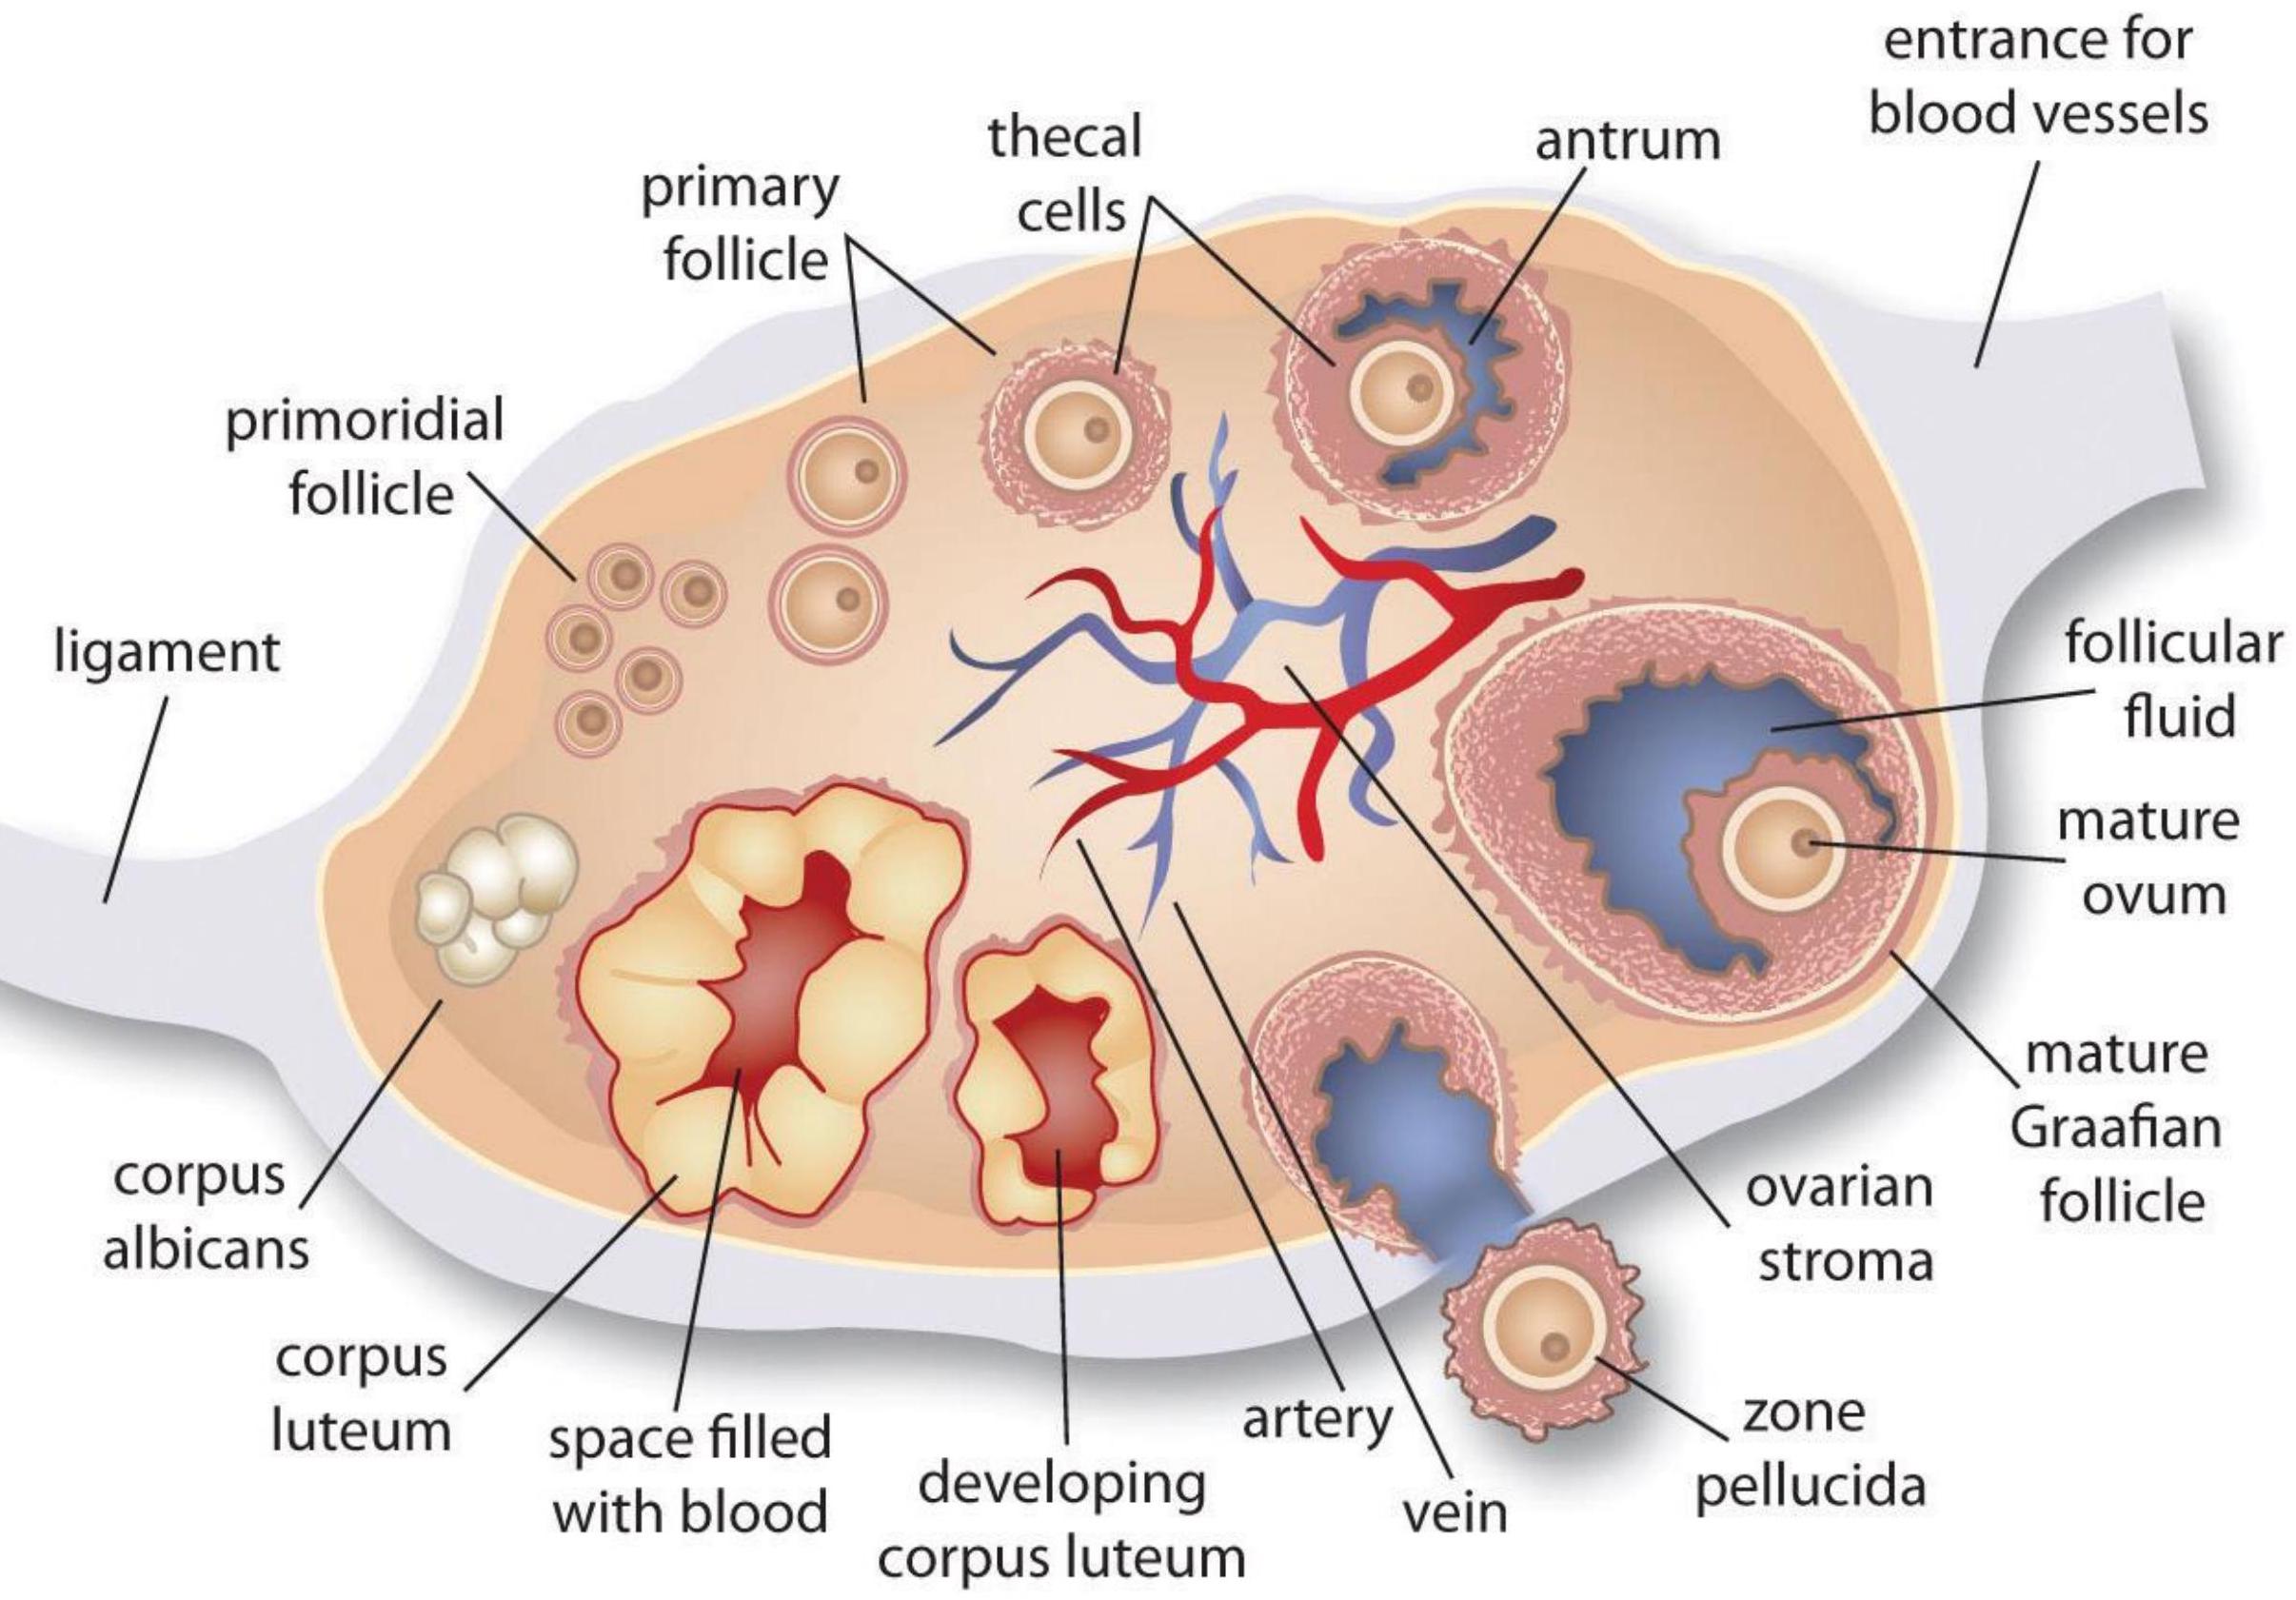 entrance for
blood vessels
thecal
cells
antrum
primary
follicle
primoridial
follicle
ligament
follicular
fluid
mature
ovum
mature
Graafian
follicle
ovarian
stroma
corpus
albicans
corpus
luteum
space filled
with blood
developing
corpus luteum
artery
vein
zone
pellucida